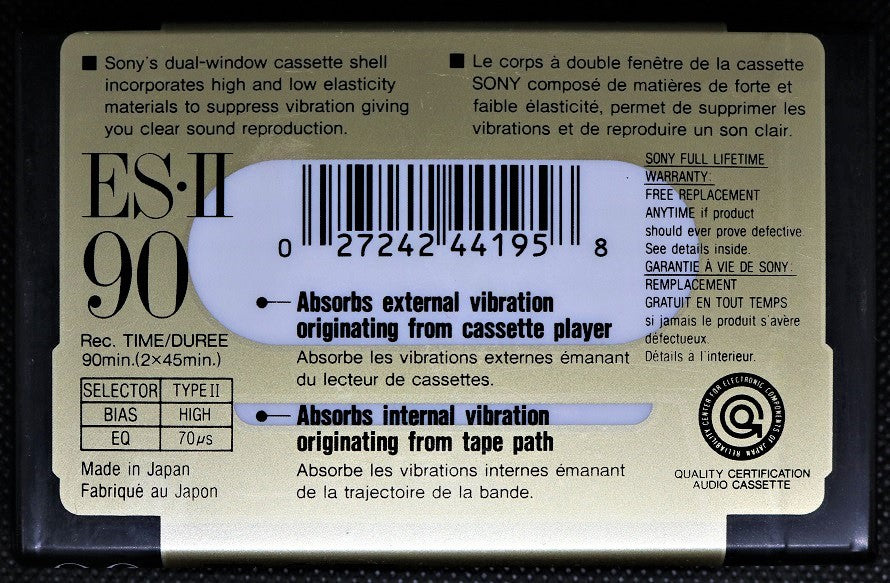 ■ Sony's dual-window cassette shell
incorporates high and low elasticity
materials to suppress vibration giving
you clear sound reproduction.
■ Le corps à double fenêtre de la cassette
SONY composé de matières de forte et
faible élasticité, permet de supprimer les
vibrations et de reproduire un son clair.
ES·II
90
Rec. TIME/DUREE
90min.(2×45min.)
SELECTOR TYPE II
BIAS HIGH
EQ 70µs
Made in Japan
Fabriqué au Japon
0 27242 44195 8
Absorbs external vibration
originating from cassette player
Absorbe les vibrations externes émanant
du lecteur de cassettes.
Absorbs internal vibration
originating from tape path
Absorbe les vibrations internes émanant
de la trajectoire de la bande.
SONY FULL LIFETIME
WARRANTY:
FREE REPLACEMENT
ANYTIME if product
should ever prove defective.
See details inside.
GARANTIE À VIE DE SONY:
REMPLACEMENT
GRATUIT EN TOUT TEMPS
si jamais le produit s'avère
défectueux.
Détails à l'interieur.
RELIABILITY CENTER FOR ELECTRONIC COMPONENTS OF JAPAN
QUALITY CERTIFICATION
AUDIO CASSETTE